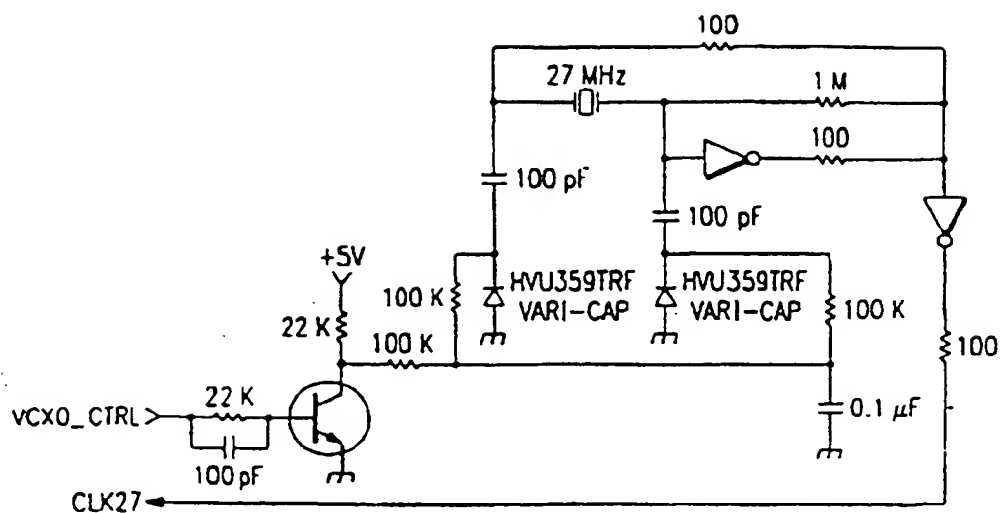 100
27 MHz
1 M
100
100 pF
100 pF
+5V
HVU359TRF
VARI-CAP
HVU359TRF
VARI-CAP
100 K
100 K
22 K
100 K
100
22 K
VCXO_CTRL
0.1 µF
100 pF
CLK27